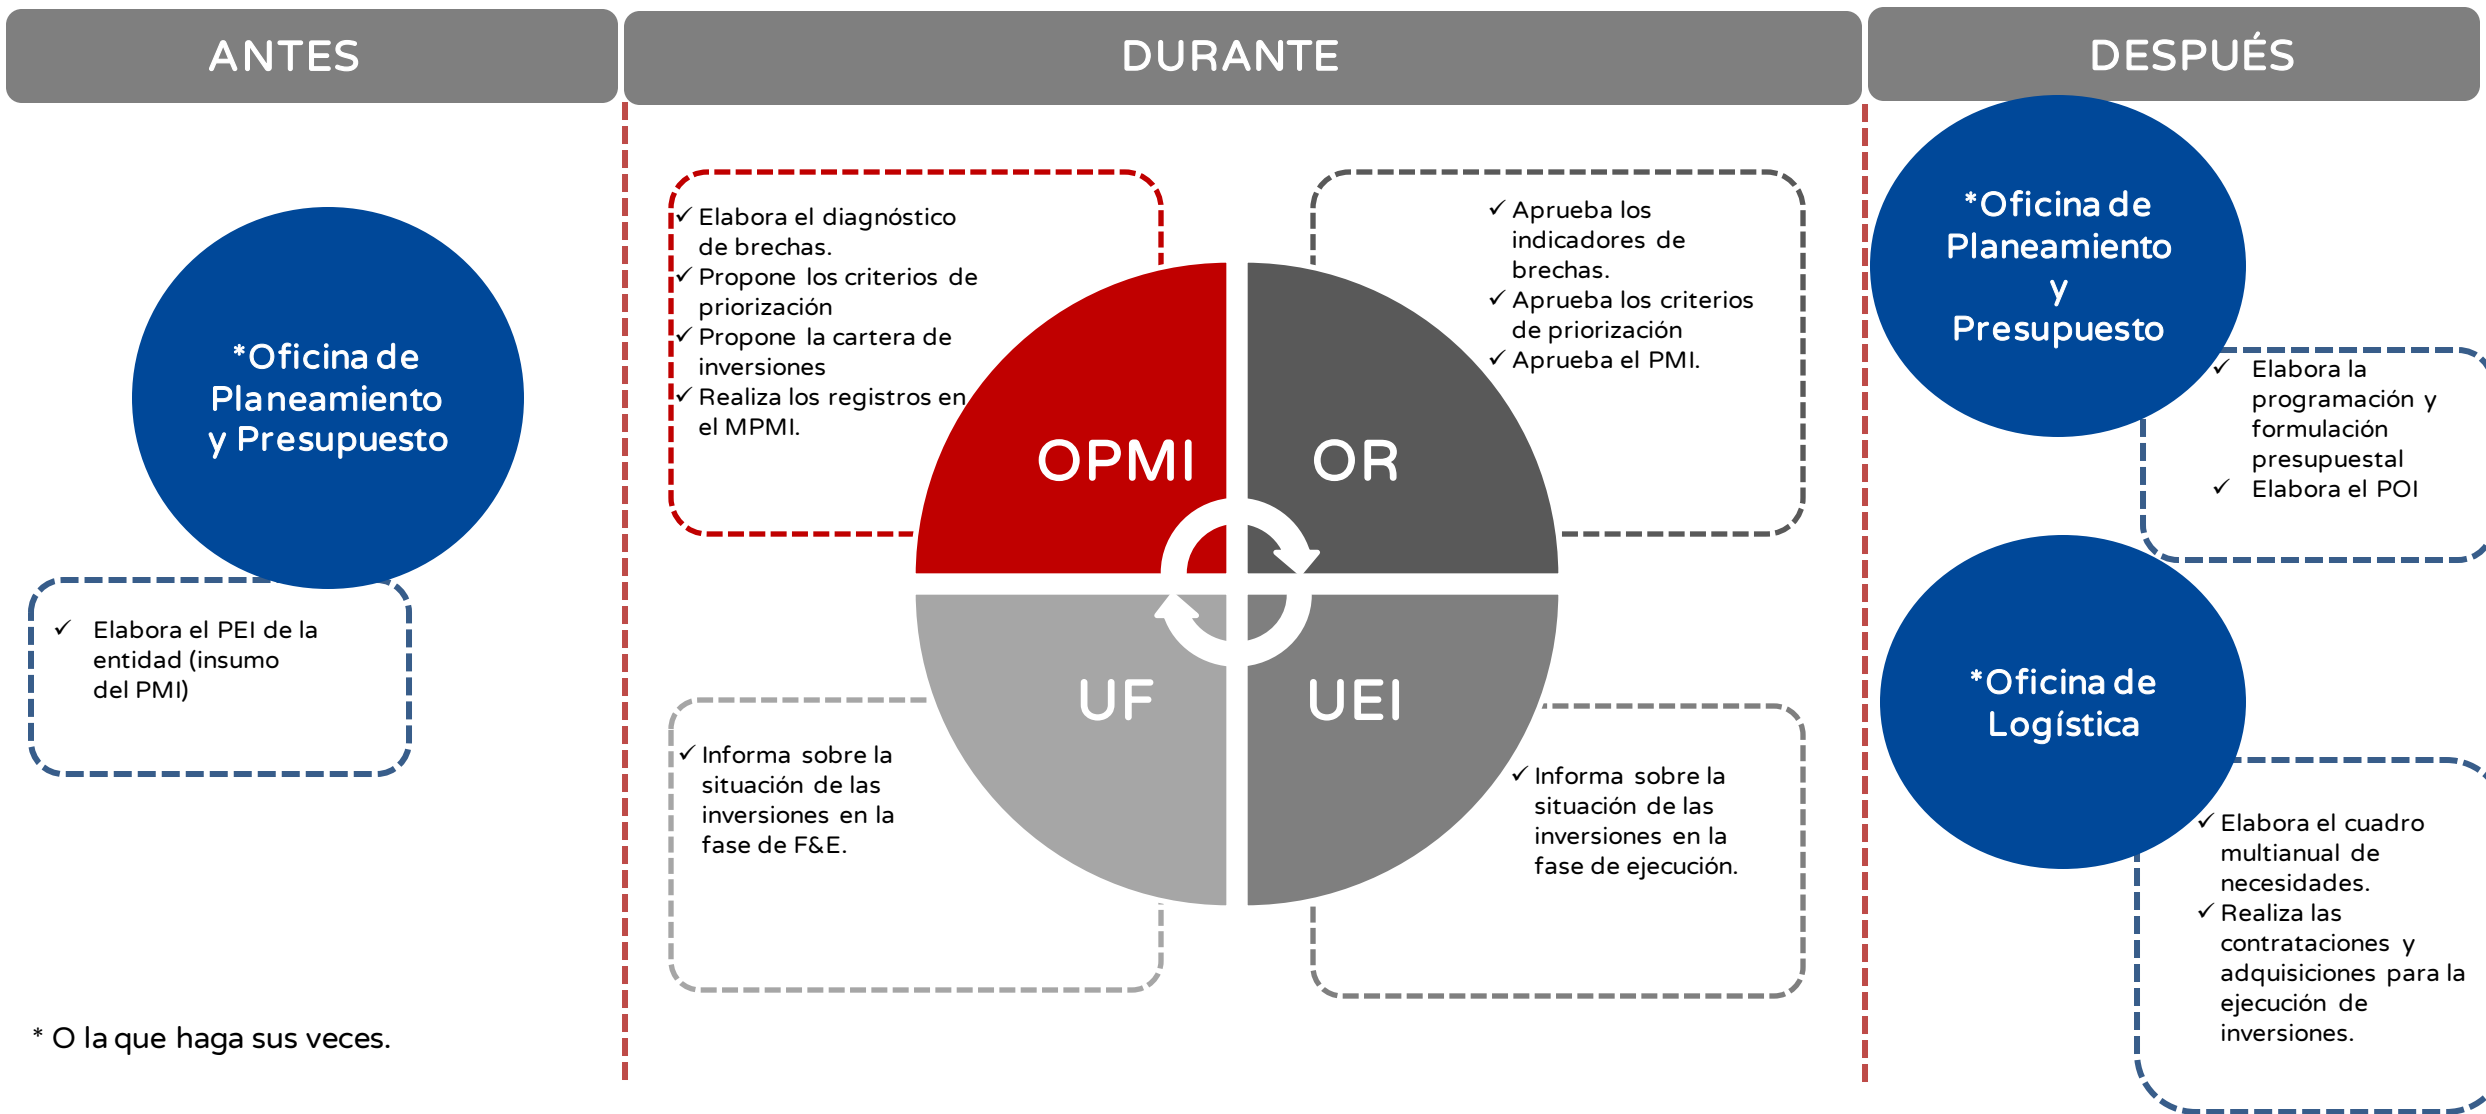 ANTES
*Oficina de
Planeamiento
y Presupuesto
✓ Elabora el PEI de la
entidad (insumo
del PMI)
* O la que haga sus veces.
DURANTE
✓ Elabora el diagnóstico
de brechas.
✓ Propone los criterios de
priorización
✓ Propone la cartera de
inversiones
✓ Realiza los registros en
el MPMI.
OPMI
✓ Aprueba los
indicadores de
brechas.
✓ Aprueba los criterios
de priorización
✓ Aprueba el PMI.
OR
UF
✓ Informa sobre la
situación de las
inversiones en la
fase de F&E.
UEI
✓ Informa sobre la
situación de las
inversiones en la
fase de ejecución.
DESPUÉS
*Oficina de
Planeamiento
y
Presupuesto
✓ Elabora la
programación y
formulación
presupuestal
✓ Elabora el POI
*Oficina de
Logística
✓ Elabora el cuadro
multianual de
necesidades.
✓ Realiza las
contrataciones y
adquisiciones para la
ejecución de
inversiones.